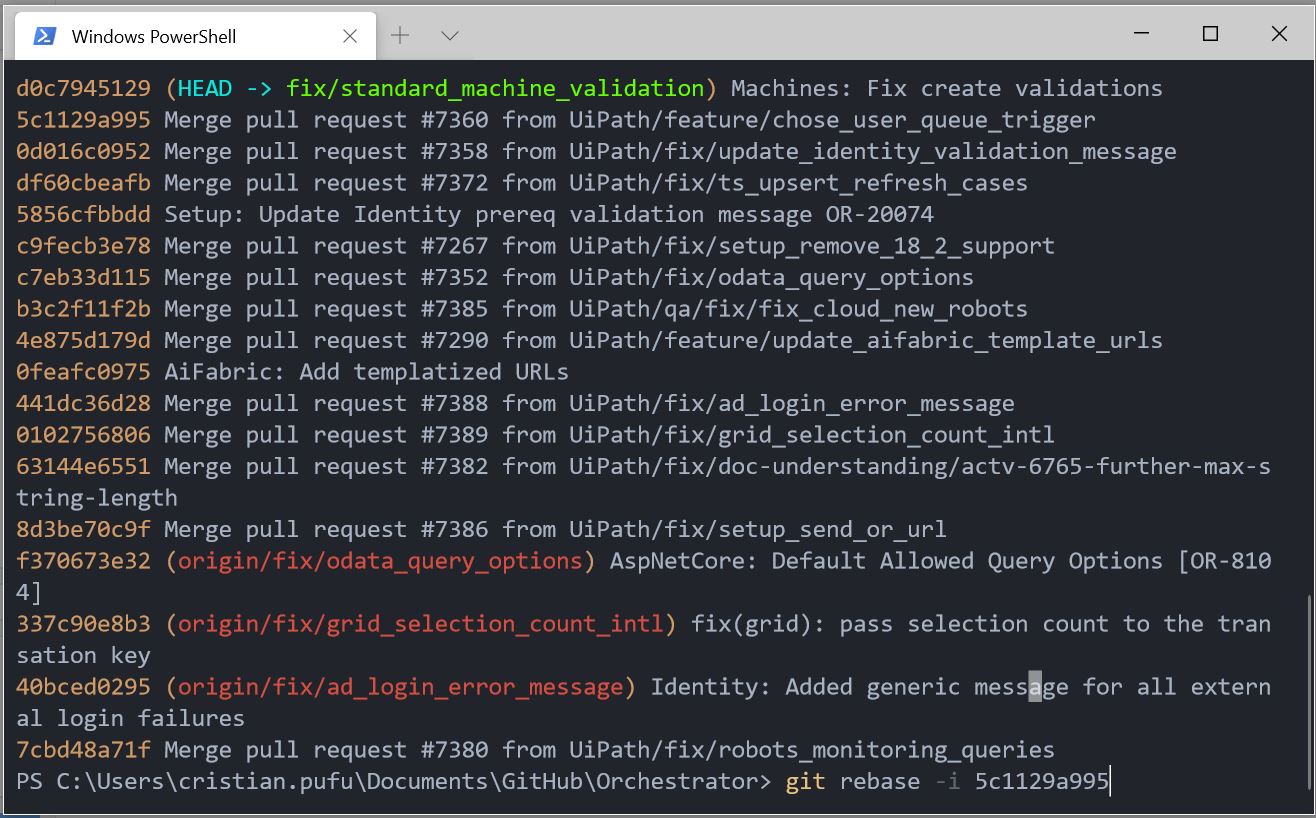 Windows PowerShell
d0c7945129 (HEAD -> fix/standard_machine_validation) Machines: Fix create validations
5c1129a995 Merge pull request #7360 from UiPath/feature/chose_user_queue_trigger
0d016c0952 Merge pull request #7358 from UiPath/fix/update_identity_validation_message
df60cbeafb Merge pull request #7372 from UiPath/fix/ts_upsert_refresh_cases
5856cfbbdd Setup: Update Identity prereq validation message OR-20074
c9fecb3e78 Merge pull request #7267 from UiPath/fix/setup_remove_18_2_support
c7eb33d115 Merge pull request #7352 from UiPath/fix/odata_query_options
b3c2f11f2b Merge pull request #7385 from UiPath/qa/fix/fix_cloud_new_robots
4e875d179d Merge pull request #7290 from UiPath/feature/update_aifabric_template_urls
0feafc0975 AiFabric: Add templatized URLs
441dc36d28 Merge pull request #7388 from UiPath/fix/ad_login_error_message
0102756806 Merge pull request #7389 from UiPath/fix/grid_selection_count_intl
63144e6551 Merge pull request #7382 from UiPath/fix/doc-understanding/actv-6765-further-max-s
tring-length
8d3be70c9f Merge pull request #7386 from UiPath/fix/setup_send_or_url
f370673e32 (origin/fix/odata_query_options) AspNetCore: Default Allowed Query Options [OR-810
4]
337c90e8b3 (origin/fix/grid_selection_count_intl) fix(grid): pass selection count to the tran
sation key
40bced0295 (origin/fix/ad_login_error_message) Identity: Added generic message for all extern
al login failures
7cbd48a71f Merge pull request #7380 from UiPath/fix/robots_monitoring_queries
PS C:\Users\cristian.pufu\Documents\GitHub\Orchestrator> git rebase -i 5c1129a995